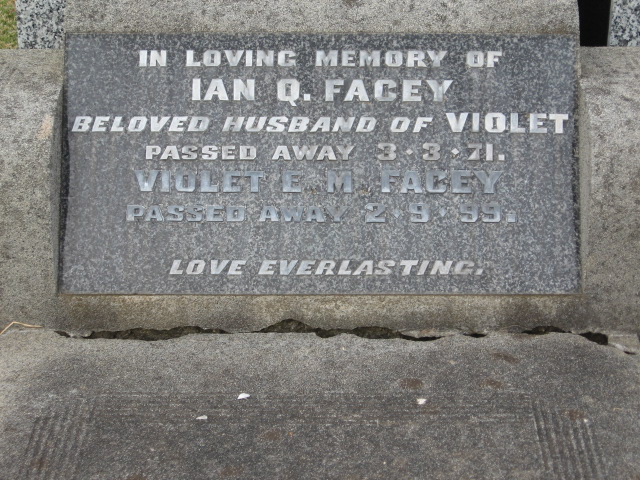 IN LOVING MEMORY OF
IAN Q. FACEY
BELOVED HUSBAND OF VIOLET
PASSED AWAY 3·3·71.
VIOLET E M FACEY
PASSED AWAY 2·9·99.
LOVE EVERLASTING.